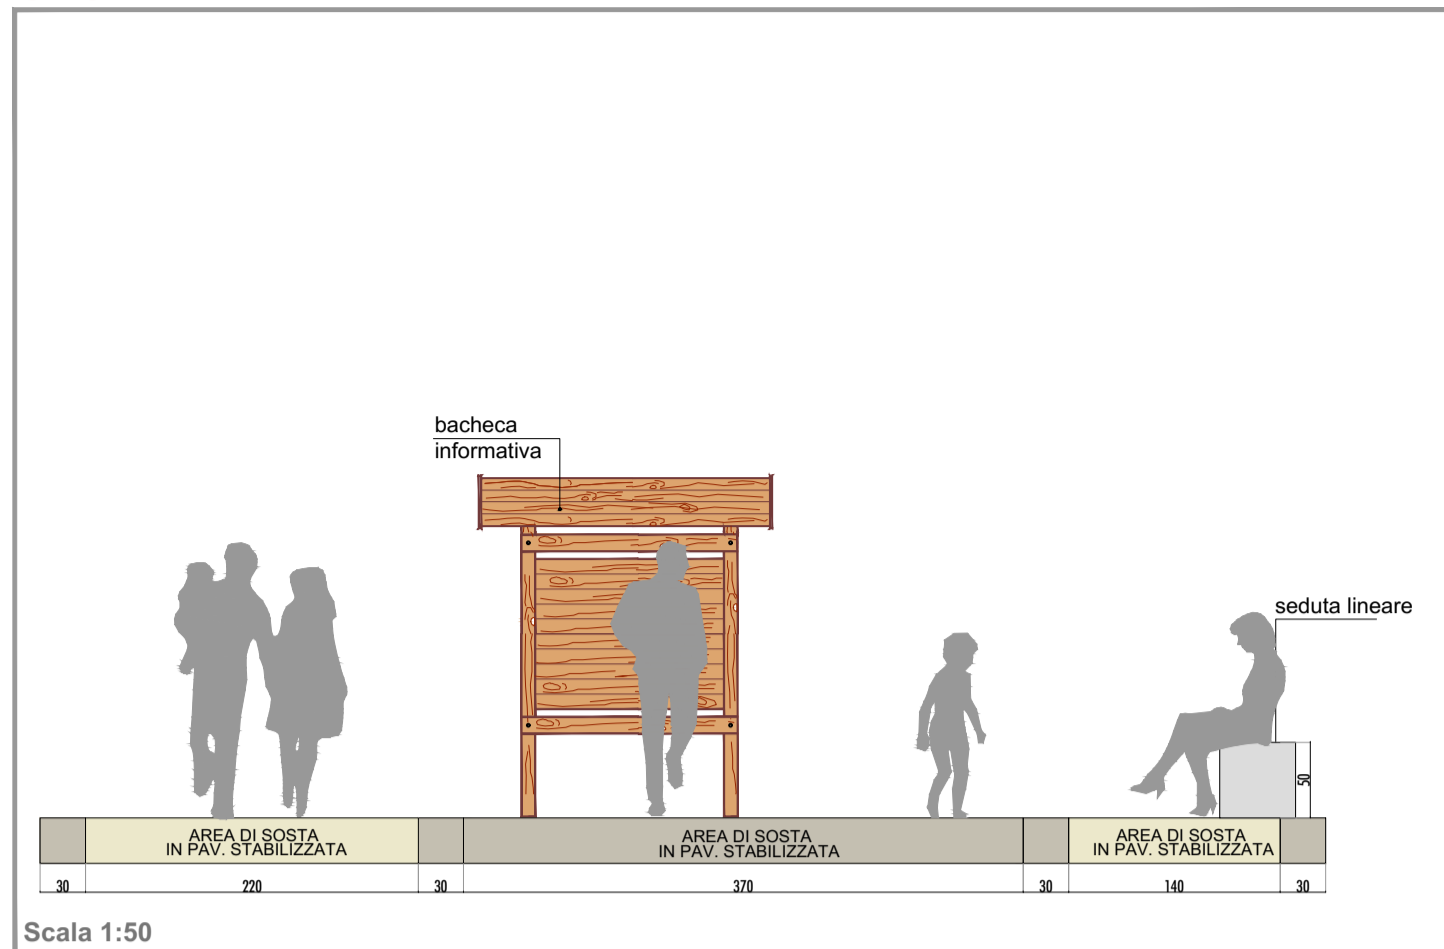 bacheca
informativa
seduta lineare
50
AREA DI SOSTA
IN PAV. STABILIZZATA
AREA DI SOSTA
IN PAV. STABILIZZATA
AREA DI SOSTA
IN PAV. STABILIZZATA
30 220 30 370 30 140 30
Scala 1:50